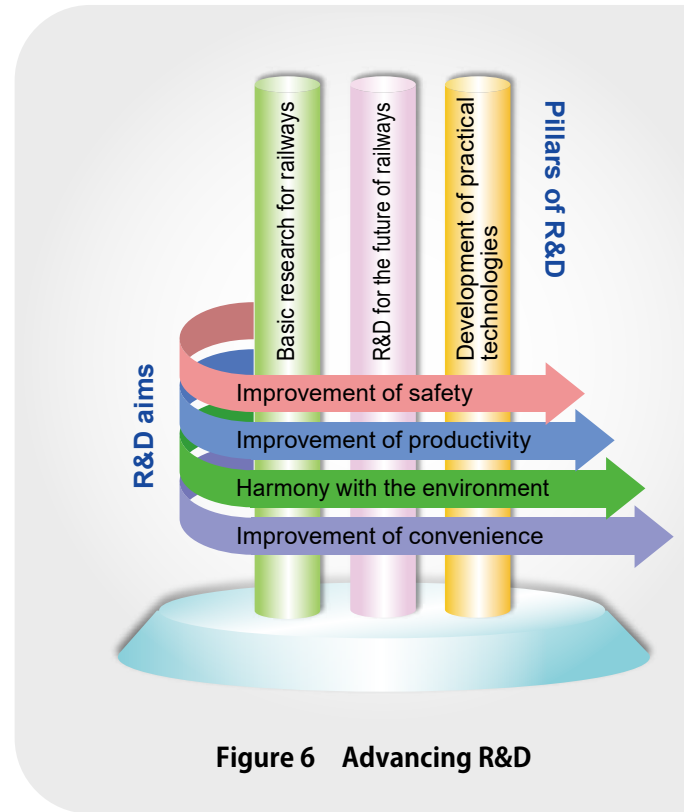 Basic research for railways
R&D for the future of railways
Development of practical
technologies
Pillars of R&D
R&D aims
Improvement of safety
Improvement of productivity
Harmony with the environment
Improvement of convenience
Figure 6 Advancing R&D